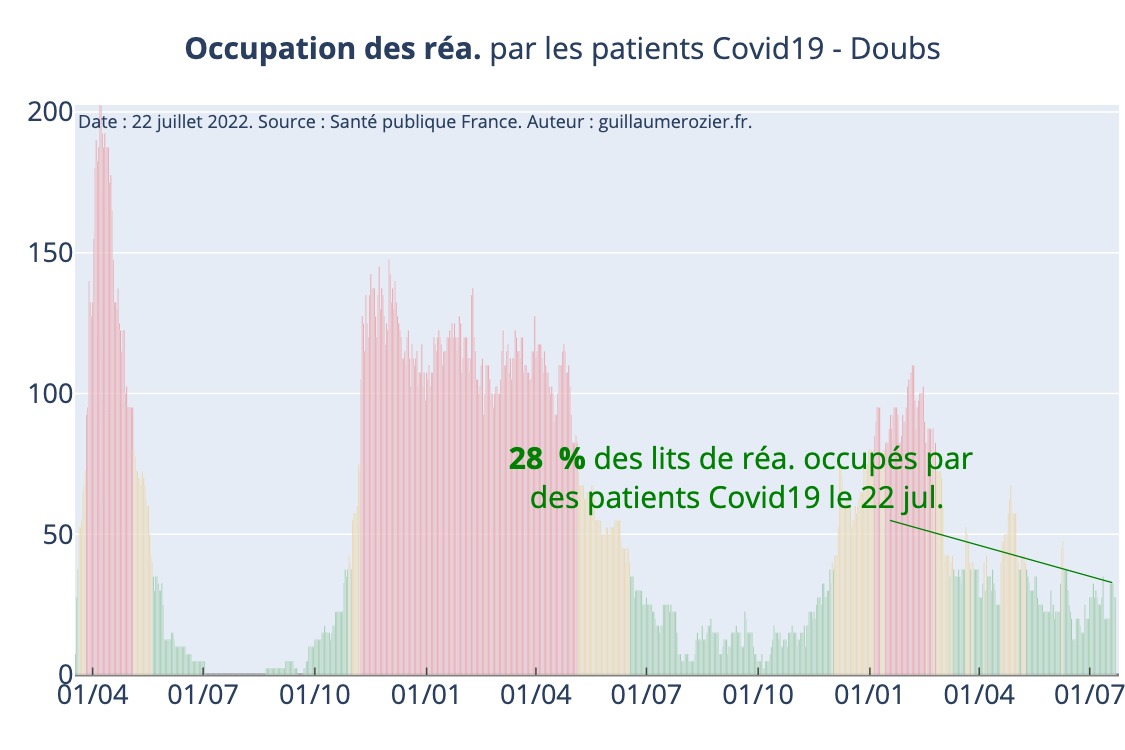 Occupation des réa. par les patients Covid19 - Doubs
200
Date : 22 juillet 2022. Source : Santé publique France. Auteur : guillaumerozier.fr.
150
100
28  % des lits de réa. occupés par
des patients Covid19 le 22 jul.
50
0
01/04 01/07 01/10 01/01 01/04 01/07 01/10 01/01 01/04 01/07